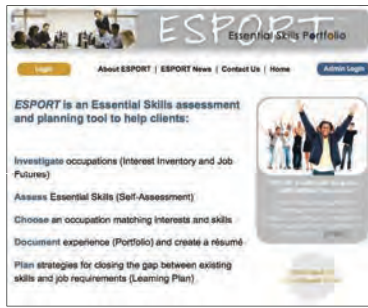 ESPORT
Essential Skills Portfolio
Login
About ESPORT | ESPORT News | Contact Us | Home
Admin Login
ESPORT is an Essential Skills assessment
and planning tool to help clients:
Investigate occupations (Interest Inventory and Job
Futures)
Assess Essential Skills (Self-Assessment)
Choose an occupation matching interests and skills
Document experience (Portfolio) and create a résumé
Plan strategies for closing the gap between existing
skills and job requirements (Learning Plan)